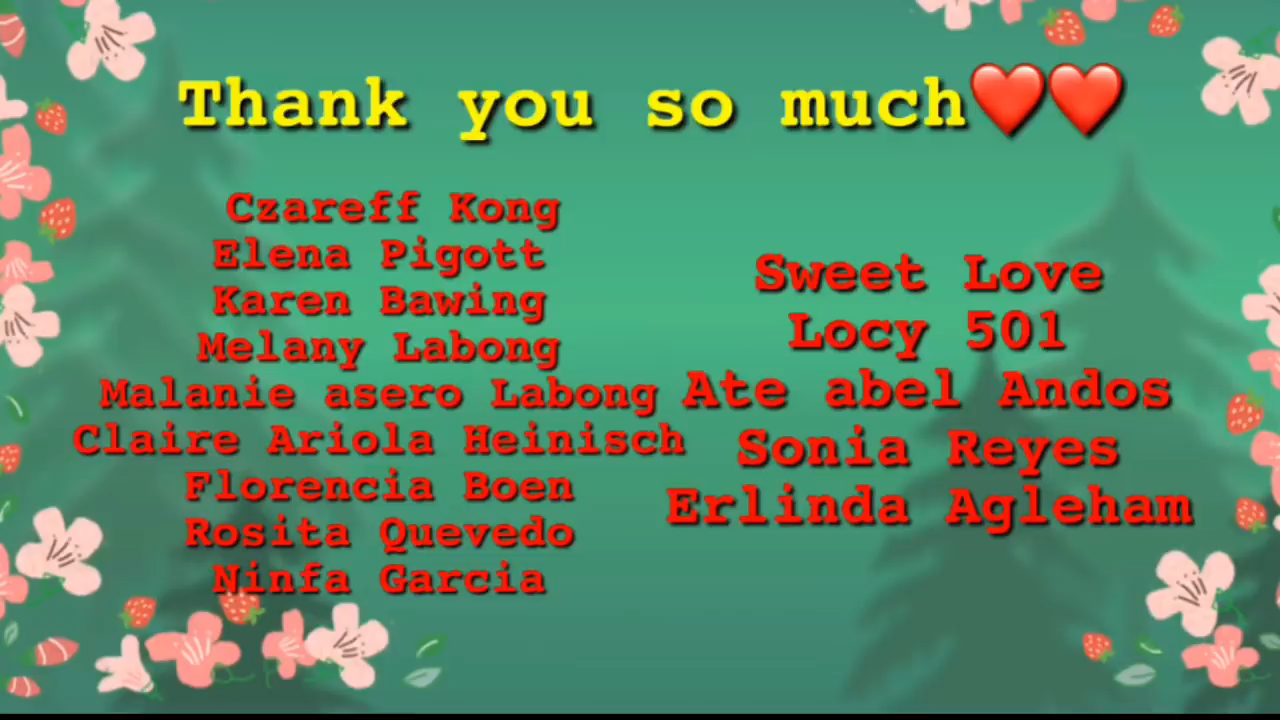 Thank you so much❤️❤️
Czareff Kong
Elena Pigott
Karen Bawing
Melany Labong
Malanie asero Labong
Claire Ariola Heinisch
Florencia Boen
Rosita Quevedo
Ninfa Garcia
Sweet Love
Locy 501
Ate abel Andos
Sonia Reyes
Erlinda Agleham